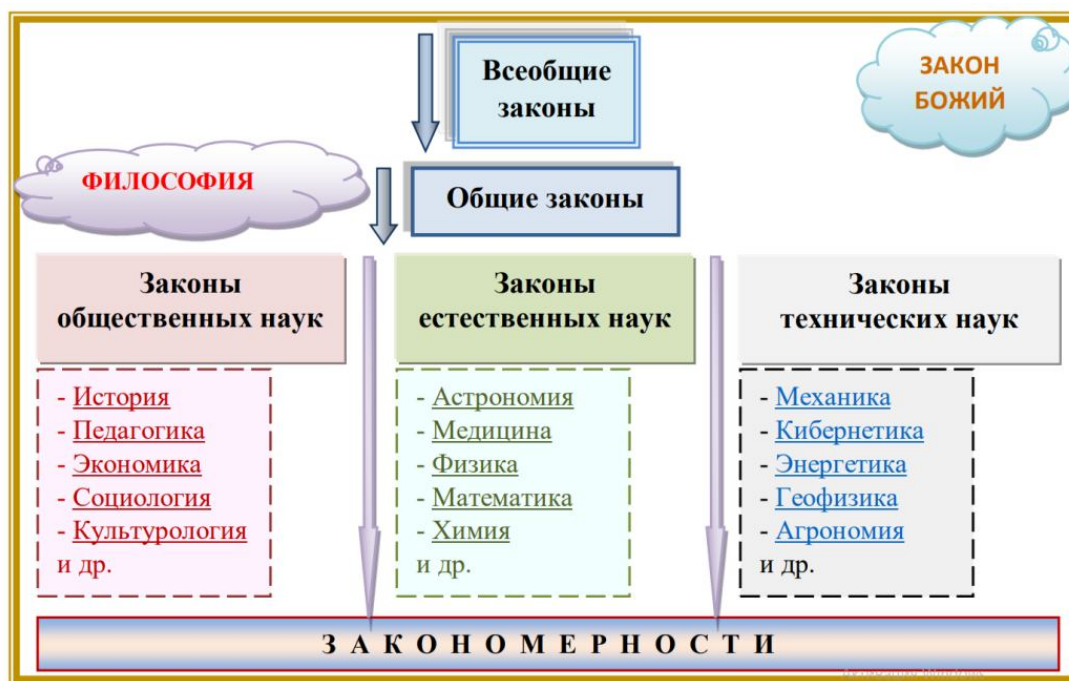 Всеобщие
законы
ЗАКОН
БОЖИЙ
ФИЛОСОФИЯ
Общие законы
Законы
общественных наук
Законы
естественных наук
Законы
технических наук
- История
- Педагогика
- Экономика
- Социология
- Культурология
и др.
- Астрономия
- Медицина
- Физика
- Математика
- Химия
и др.
- Механика
- Кибернетика
- Энергетика
- Геофизика
- Агрономия
и др.
З А К О Н О М Е Р Н О С Т И